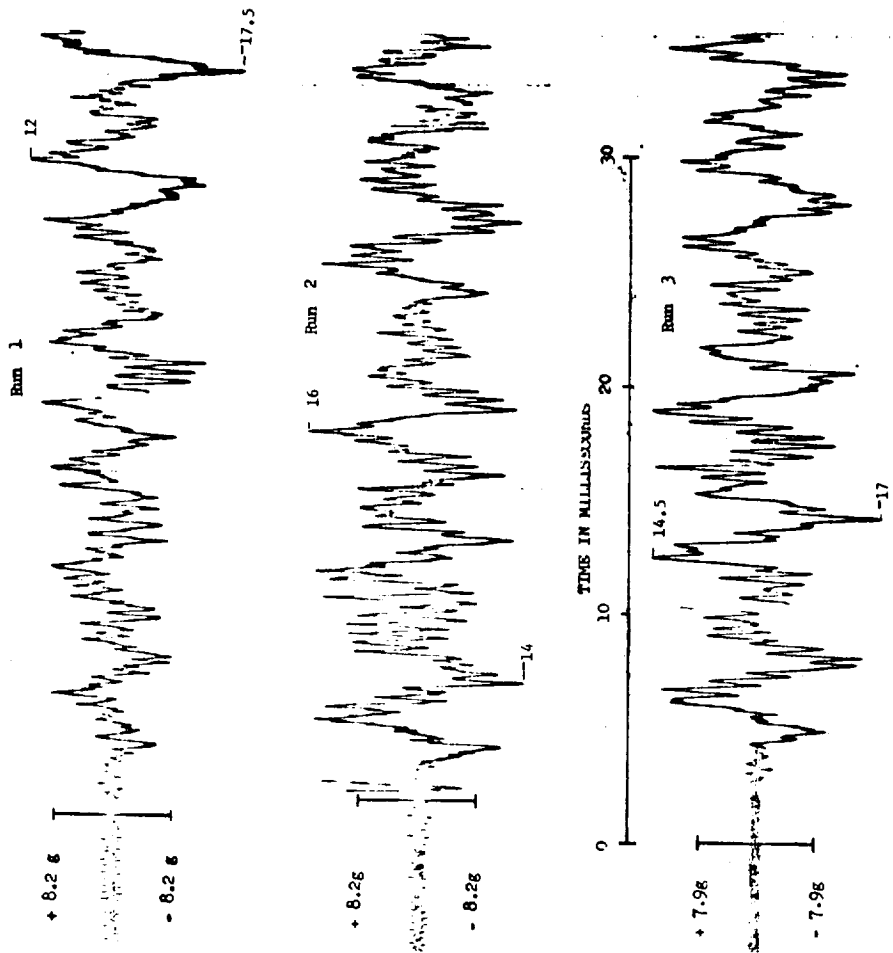 Run 1
+ 8.2 g
- 8.2 g
12
-17.5
Run 2
+ 8.2g
- 8.2g
16
-14
TIME IN MILLISECONDS
0
10
20
30
Run 3
+ 7.9g
- 7.9g
14.5
-17